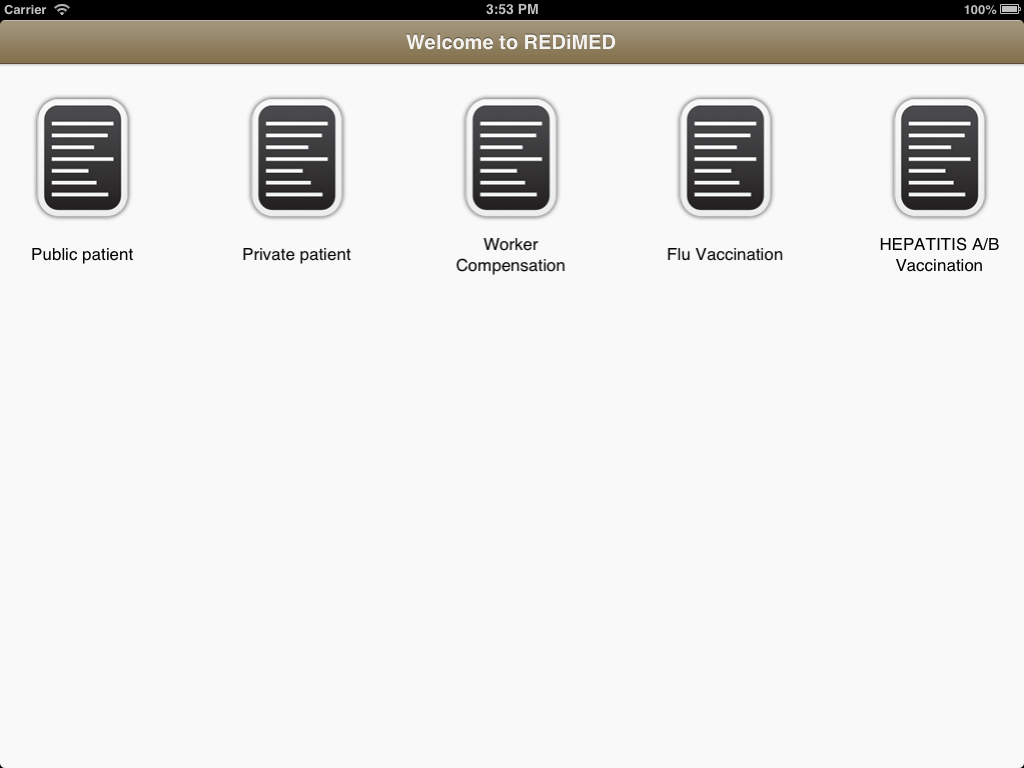 Carrier 3:53 PM 100%
Welcome to REDiMED
Public patient
Private patient
Worker
Compensation
Flu Vaccination
HEPATITIS A/B
Vaccination